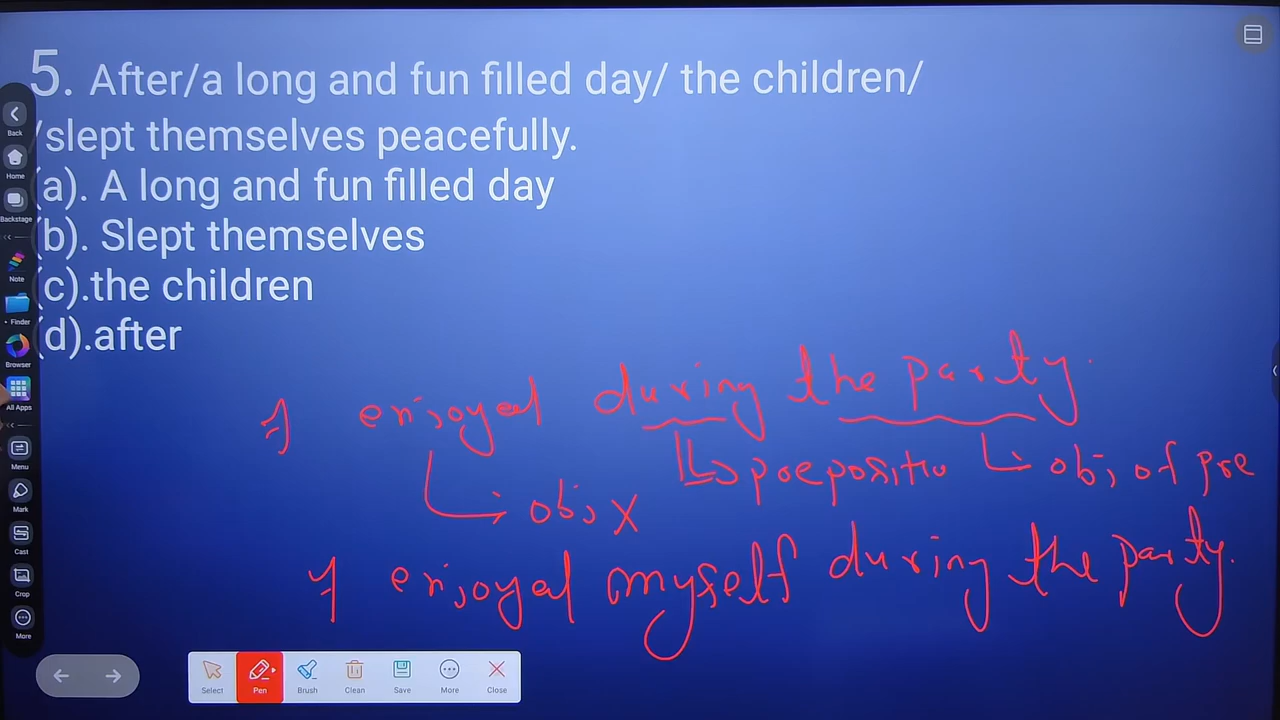 5. After/a long and fun filled day/ the children/
/slept themselves peacefully.
(a). A long and fun filled day
(b). Slept themselves
(c).the children
(d).after
I enjoyed during the party.
prepositio
obj of pre
obj X
I enjoyed myself during the party.
Back
Home
Backstage
Note
Finder
Browser
All Apps
Menu
Mark
Cast
Crop
More
Select Pen Brush Clean Save More Close